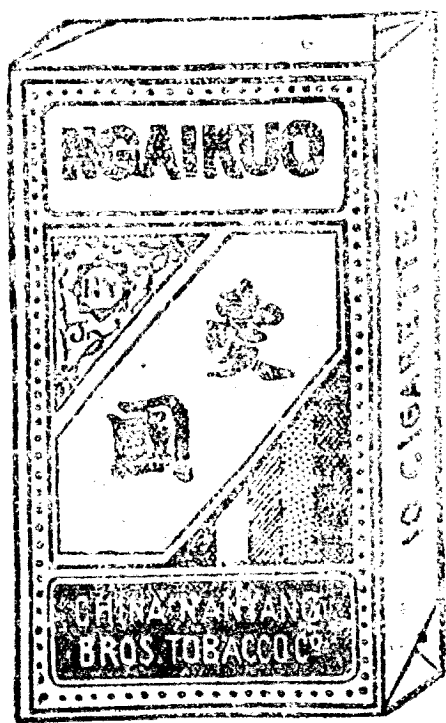 NGAIKUO
愛
國
CHINA NANYANG
BROS. TOBACCO Cº
10 CIGARETTES